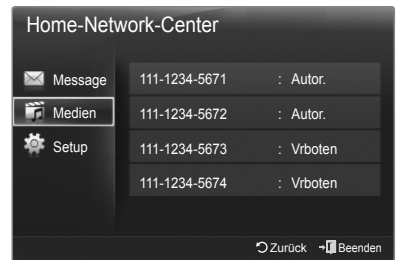 Home-Network-Center
Message
Medien
Setup
111-1234-5671 : Autor.
111-1234-5672 : Autor.
111-1234-5673 : Vrboten
111-1234-5674 : Vrboten
Zurück Beenden